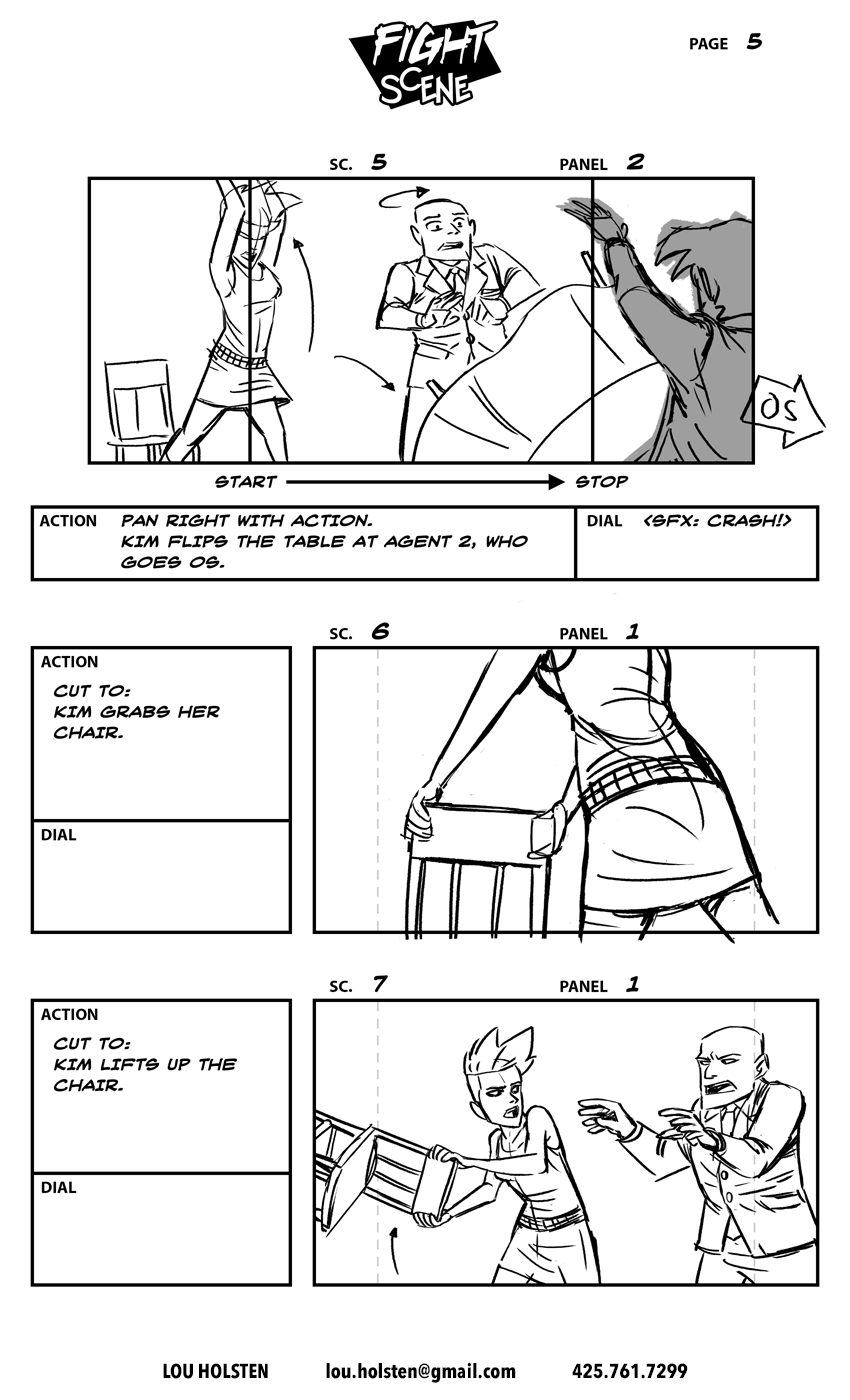 FIGHT
SCENE
PAGE 5
SC. 5 PANEL 2
OS
START STOP
ACTION PAN RIGHT WITH ACTION.
KIM FLIPS THE TABLE AT AGENT 2, WHO
GOES OS.
DIAL <SFX: CRASH!>
SC. 6 PANEL 1
ACTION
CUT TO:
KIM GRABS HER
CHAIR.
DIAL
SC. 7 PANEL 1
ACTION
CUT TO:
KIM LIFTS UP THE
CHAIR.
DIAL
LOU HOLSTEN lou.holsten@gmail.com 425.761.7299